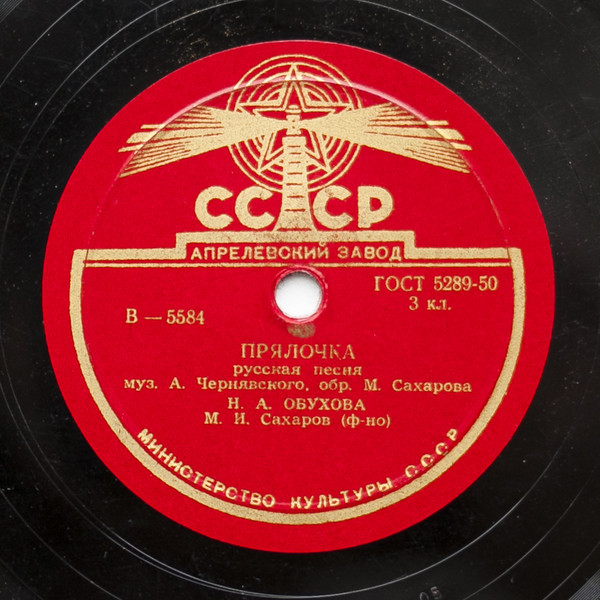 СССР
АПРЕЛЕВСКИЙ ЗАВОД
ГОСТ 5289-50
3 кл.
В — 5584
ПРЯЛОЧКА
русская песня
муз. А. Чернявского, обр. М. Сахарова
Н. А. ОБУХОВА
М. И. Сахаров (ф-но)
МИНИСТЕРСТВО КУЛЬТУРЫ СССР